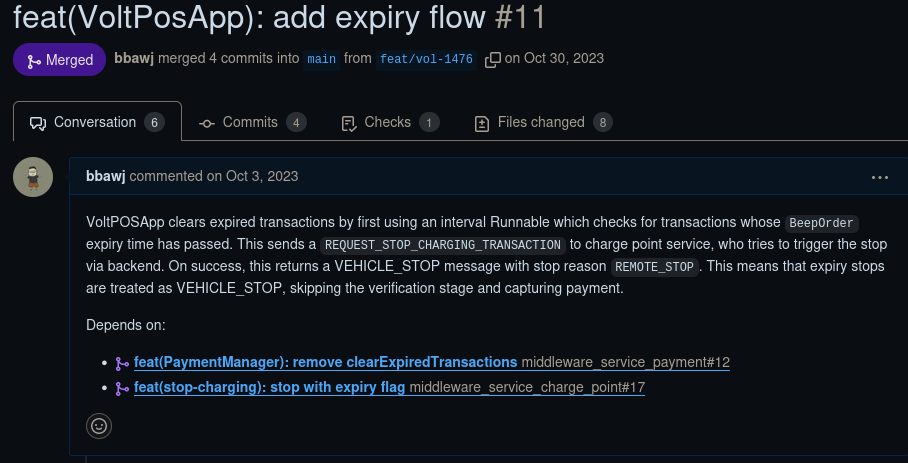 feat(VoltPosApp): add expiry flow #11
Merged bbawj merged 4 commits into main from feat/vol-1476 on Oct 30, 2023
Conversation 6 Commits 4 Checks 1 Files changed 8
bbawj commented on Oct 3, 2023
VoltPOSApp clears expired transactions by first using an interval Runnable which checks for transactions whose BeepOrder
expiry time has passed. This sends a REQUEST_STOP_CHARGING_TRANSACTION to charge point service, who tries to trigger the stop
via backend. On success, this returns a VEHICLE_STOP message with stop reason REMOTE_STOP. This means that expiry stops
are treated as VEHICLE_STOP, skipping the verification stage and capturing payment.
Depends on:
feat(PaymentManager): remove clearExpiredTransactions middleware_service_payment#12
feat(stop-charging): stop with expiry flag middleware_service_charge_point#17